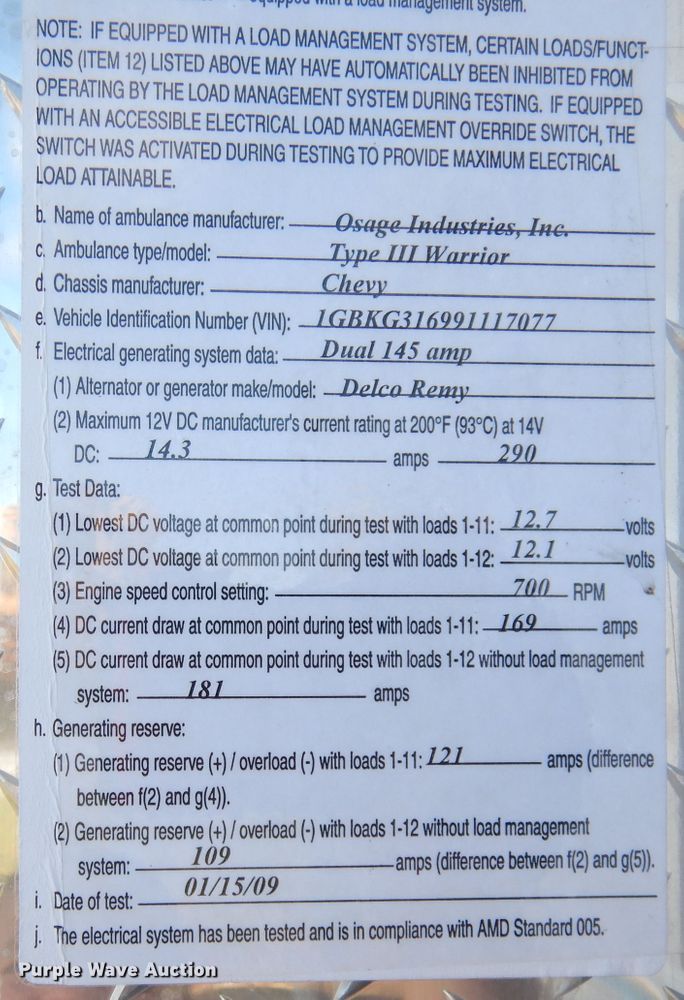 equipped with a load management system.
NOTE: IF EQUIPPED WITH A LOAD MANAGEMENT SYSTEM, CERTAIN LOADS/FUNCT-
IONS (ITEM 12) LISTED ABOVE MAY HAVE AUTOMATICALLY BEEN INHIBITED FROM
OPERATING BY THE LOAD MANAGEMENT SYSTEM DURING TESTING. IF EQUIPPED
WITH AN ACCESSIBLE ELECTRICAL LOAD MANAGEMENT OVERRIDE SWITCH, THE
SWITCH WAS ACTIVATED DURING TESTING TO PROVIDE MAXIMUM ELECTRICAL
LOAD ATTAINABLE.
b. Name of ambulance manufacturer: Osage Industries, Inc.
c. Ambulance type/model: Type III Warrior
d. Chassis manufacturer: Chevy
e. Vehicle Identification Number (VIN): 1GBKG316991117077
f. Electrical generating system data: Dual 145 amp
(1) Alternator or generator make/model: Delco Remy
(2) Maximum 12V DC manufacturer's current rating at 200°F (93°C) at 14V
DC: 14.3 amps 290
g. Test Data:
(1) Lowest DC voltage at common point during test with loads 1-11: 12.7 volts
(2) Lowest DC voltage at common point during test with loads 1-12: 12.1 volts
(3) Engine speed control setting: 700 RPM
(4) DC current draw at common point during test with loads 1-11: 169 amps
(5) DC current draw at common point during test with loads 1-12 without load management
system: 181 amps
h. Generating reserve:
(1) Generating reserve (+) / overload (-) with loads 1-11: 121 amps (difference
between f(2) and g(4)).
(2) Generating reserve (+) / overload (-) with loads 1-12 without load management
system: 109 amps (difference between f(2) and g(5)).
i. Date of test: 01/15/09
j. The electrical system has been tested and is in compliance with AMD Standard 005.
Purple Wave Auction